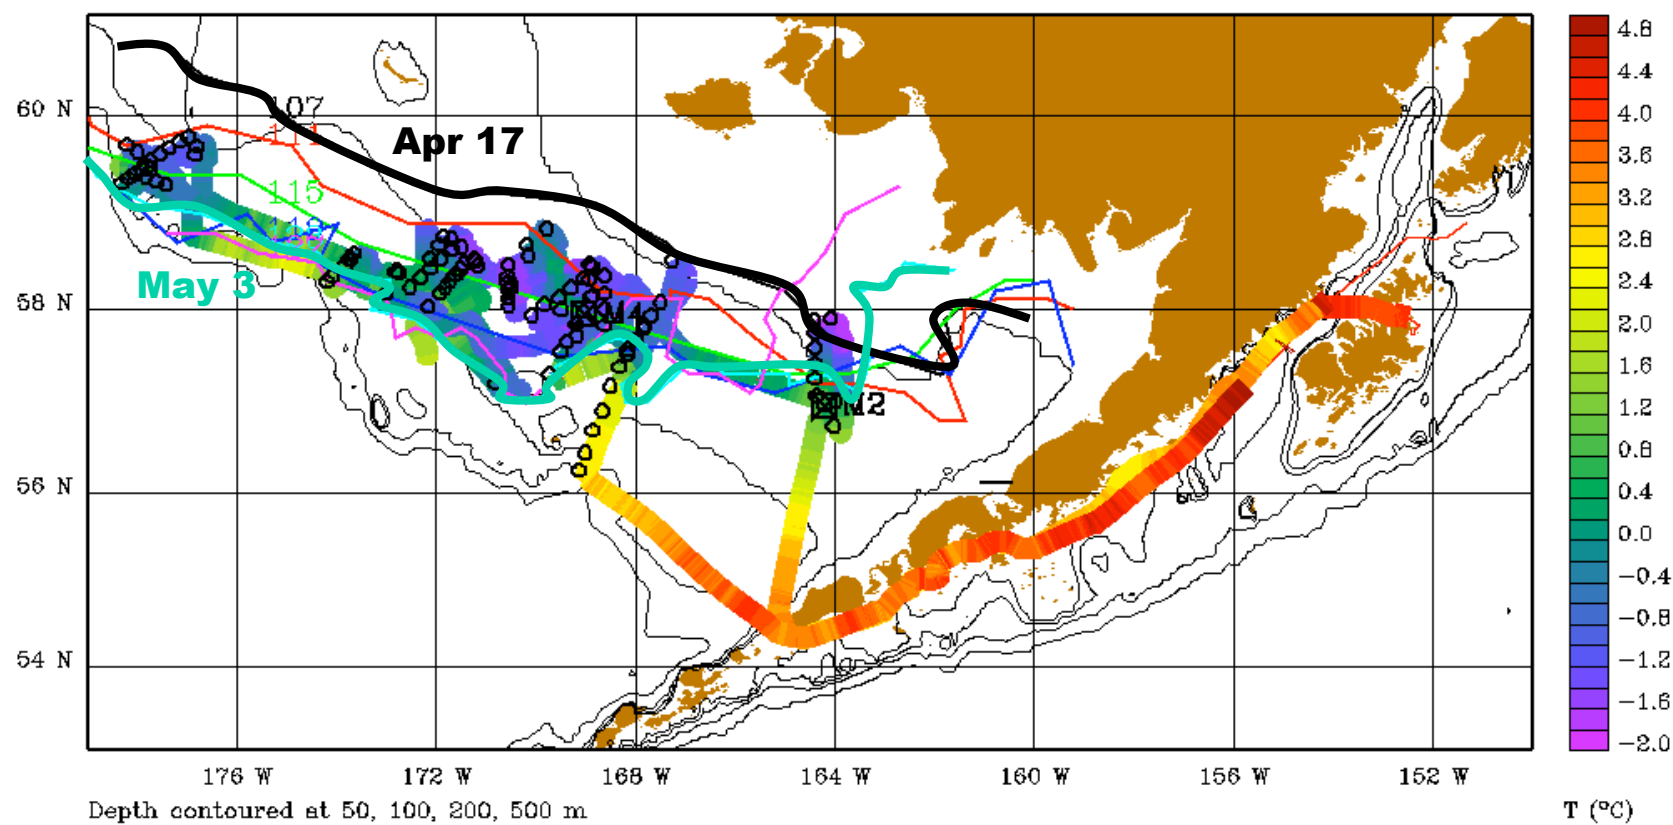 4.8
4.4
60 N
107
4.0
111
Apr 17
3.6
115
3.2
2.8
May 3
2.4
58 N
M4
2.0
1.6
M2
1.2
0.8
56 N
0.4
0.0
-0.4
-0.8
54 N
-1.2
-1.6
-2.0
176 W
172 W
168 W
164 W
160 W
156 W
152 W
Depth contoured at 50, 100, 200, 500 m
T (°C)